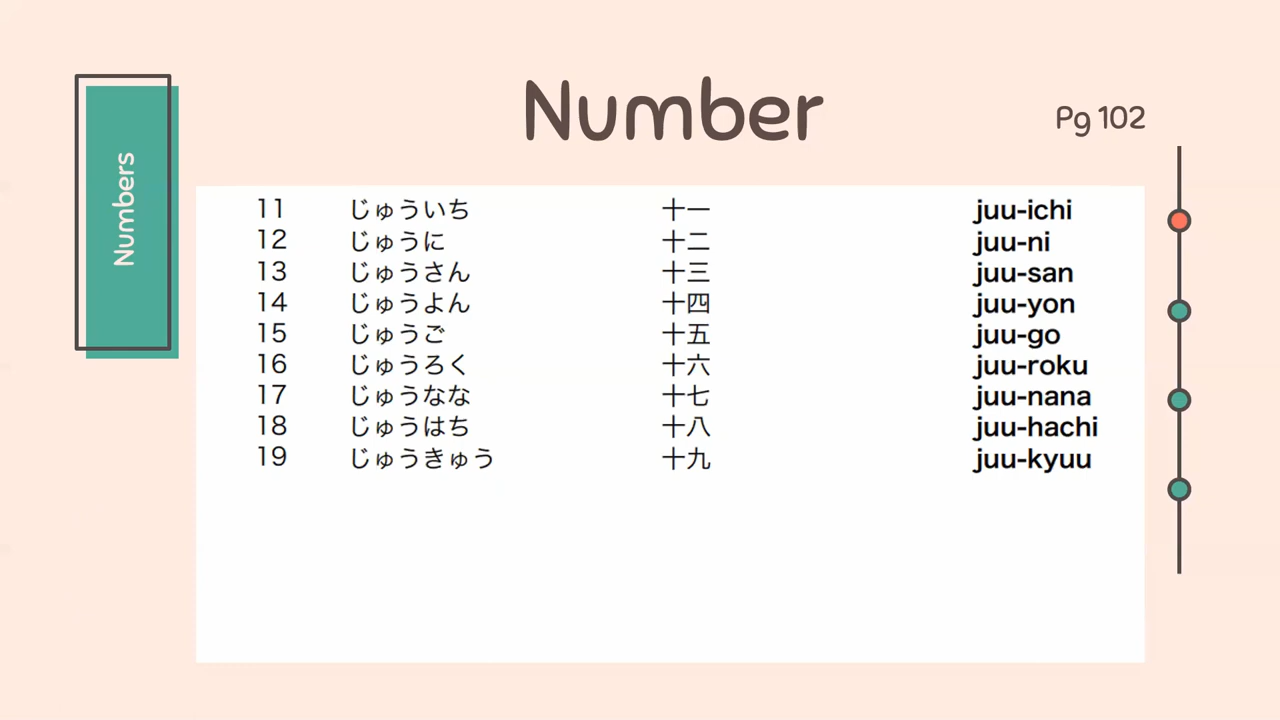 Number
Pg 102
Numbers
11 じゅういち 十一 juu-ichi
12 じゅうに 十二 juu-ni
13 じゅうさん 十三 juu-san
14 じゅうよん 十四 juu-yon
15 じゅうご 十五 juu-go
16 じゅうろく 十六 juu-roku
17 じゅうなな 十七 juu-nana
18 じゅうはち 十八 juu-hachi
19 じゅうきゅう 十九 juu-kyuu